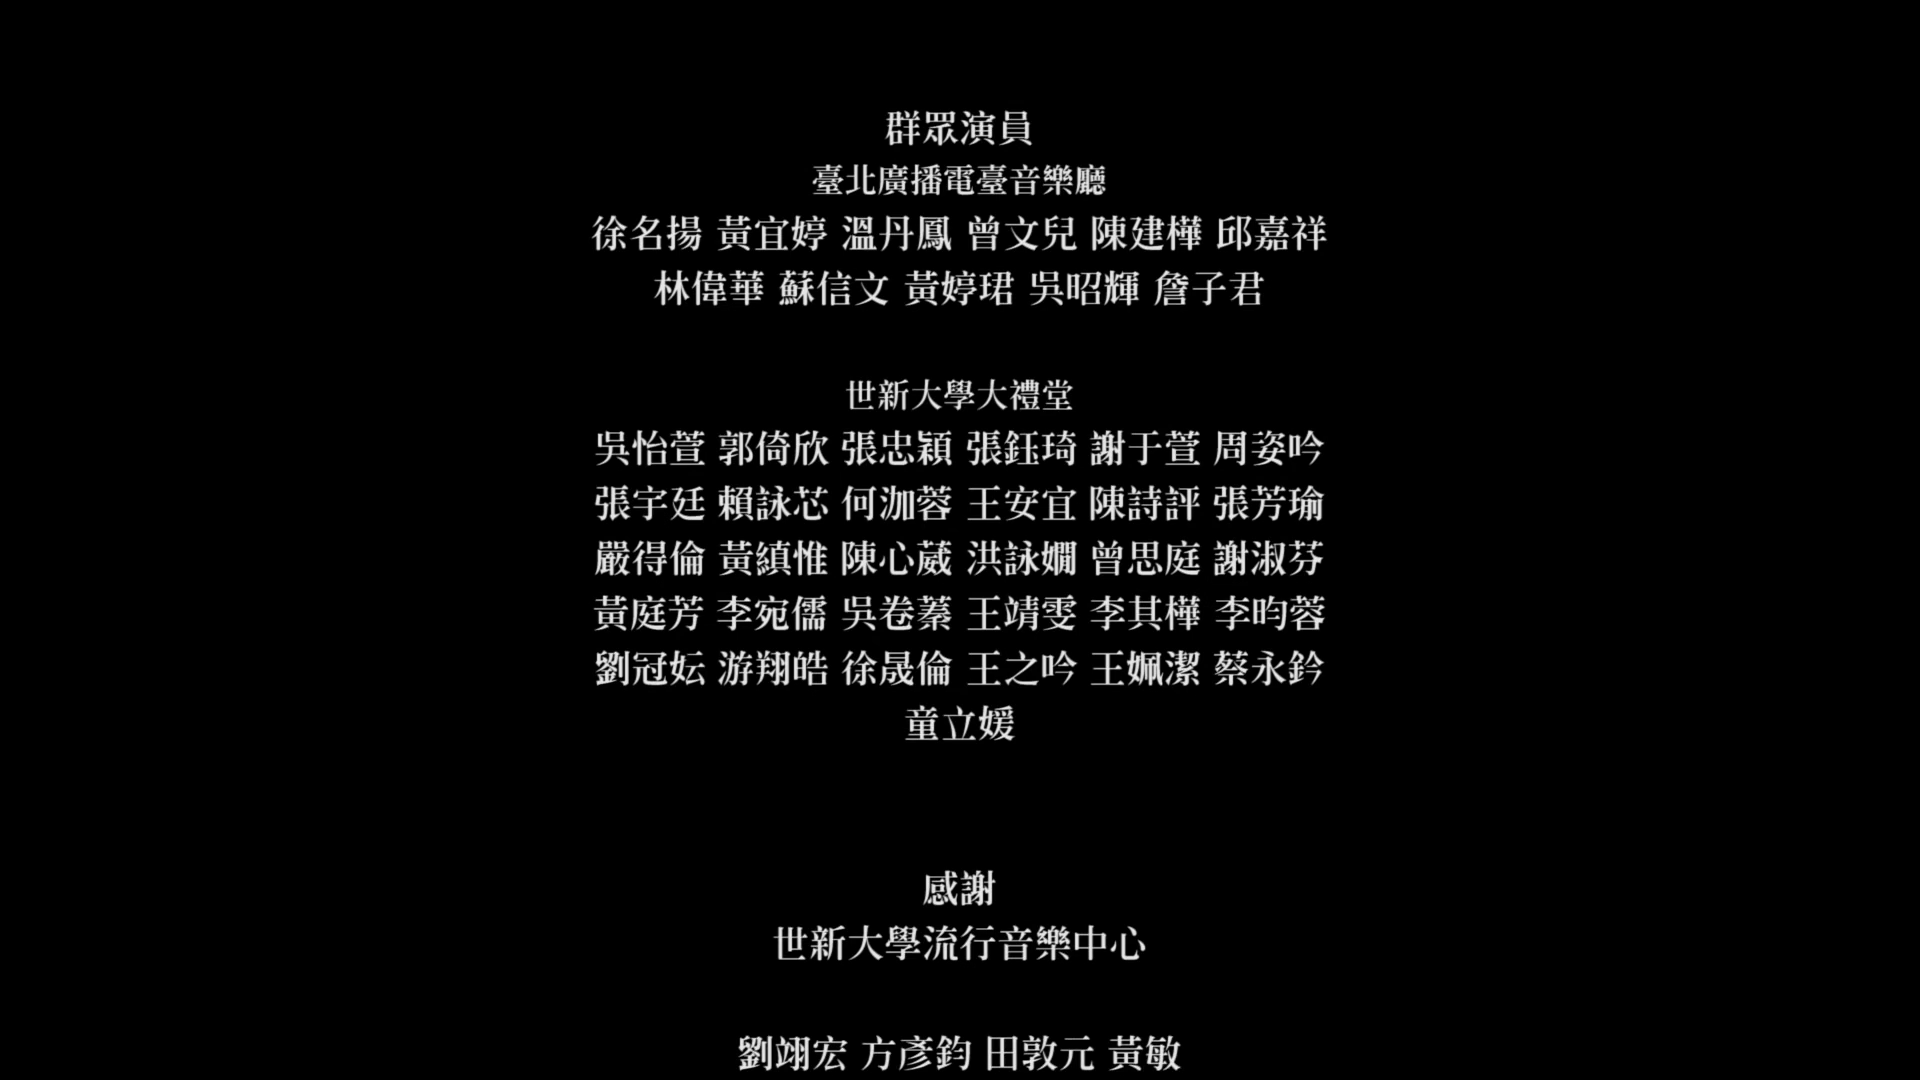 群眾演員
臺北廣播電臺音樂廳
徐名揚 黃宜婷 溫丹鳳 曾文兒 陳建樺 邱嘉祥
林偉華 蘇信文 黃婷珺 吳昭輝 詹子君
世新大學大禮堂
吳怡萱 郭倚欣 張忠穎 張鈺琦 謝于萱 周姿吟
張宇廷 賴詠芯 何泇蓉 王安宜 陳詩評 張芳瑜
嚴得倫 黃縝惟 陳心葳 洪詠嫺 曾思庭 謝淑芬
黃庭芳 李宛儒 吳卷蓁 王靖雯 李其樺 李昀蓉
劉冠妘 游翔皓 徐晟倫 王之吟 王姵潔 蔡永鈐
童立媛
感謝
世新大學流行音樂中心
劉翊宏 方彥鈞 田敦元 黃敏